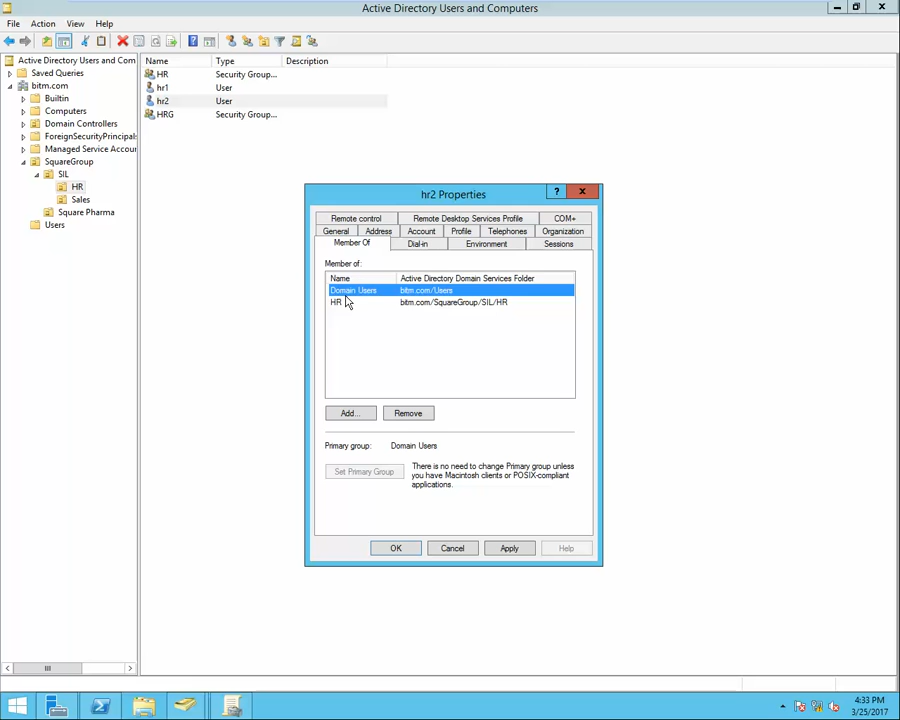 Active Directory Users and Computers
File Action View Help
Active Directory Users and Com
Saved Queries
bitm.com
Builtin
Computers
Domain Controllers
ForeignSecurityPrincipals
Managed Service Accou
SquareGroup
SIL
HR
Sales
Square Pharma
Users
Name Type Description
HR Security Group...
hr1 User
hr2 User
HRG Security Group...
hr2 Properties
?
Remote control Remote Desktop Services Profile COM+
General Address Account Profile Telephones Organization
Member Of Dial-in Environment Sessions
Member of:
Name Active Directory Domain Services Folder
Domain Users bitm.com/Users
HR bitm.com/SquareGroup/SIL/HR
Add... Remove
Primary group: Domain Users
Set Primary Group
There is no need to change Primary group unless
you have Macintosh clients or POSIX-compliant
applications.
OK Cancel Apply Help
4:33 PM
3/25/2017